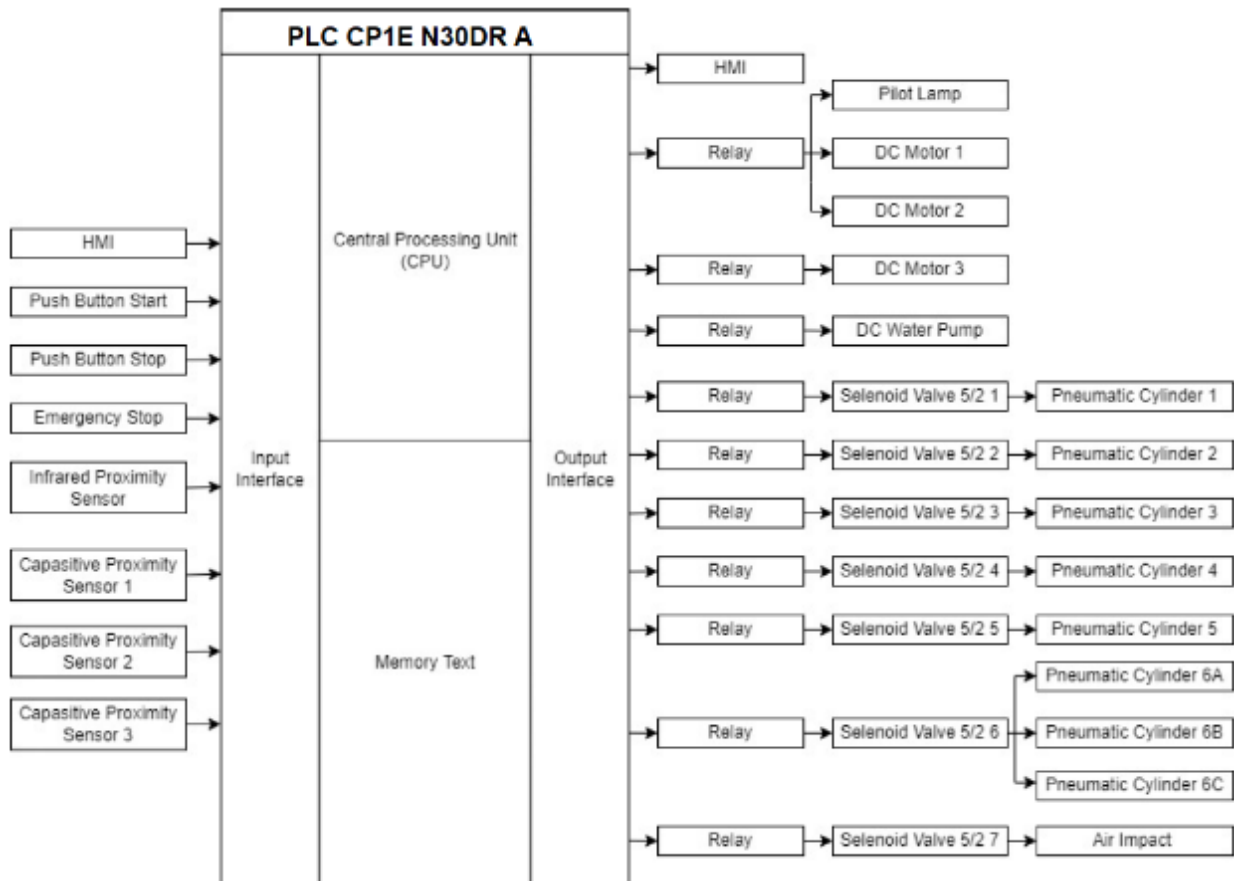 PLC CP1E N30DR A
HMI
Push Button Start
Push Button Stop
Emergency Stop
Infrared Proximity
Sensor
Capasitive Proximity
Sensor 1
Capasitive Proximity
Sensor 2
Capasitive Proximity
Sensor 3
Input
Interface
Central Processing Unit
(CPU)
Memory Text
Output
Interface
HMI
Relay
Pilot Lamp
DC Motor 1
DC Motor 2
Relay
DC Motor 3
Relay
DC Water Pump
Relay
Selenoid Valve 5/2 1
Pneumatic Cylinder 1
Relay
Selenoid Valve 5/2 2
Pneumatic Cylinder 2
Relay
Selenoid Valve 5/2 3
Pneumatic Cylinder 3
Relay
Selenoid Valve 5/2 4
Pneumatic Cylinder 4
Relay
Selenoid Valve 5/2 5
Pneumatic Cylinder 5
Relay
Selenoid Valve 5/2 6
Pneumatic Cylinder 6A
Pneumatic Cylinder 6B
Pneumatic Cylinder 6C
Relay
Selenoid Valve 5/2 7
Air Impact